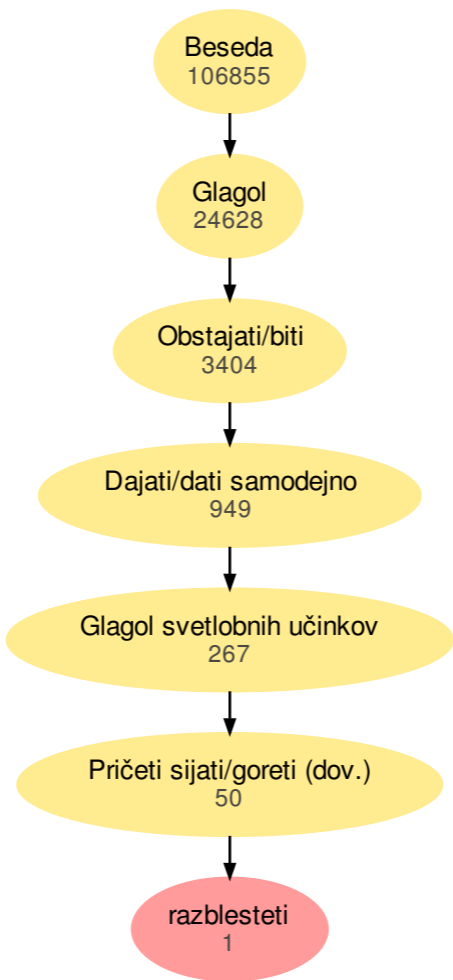 Beseda
106855
Glagol
24628
Obstajati/biti
3404
Dajati/dati samodejno
949
Glagol svetlobnih učinkov
267
Pričeti sijati/goreti (dov.)
50
razblesteti
1